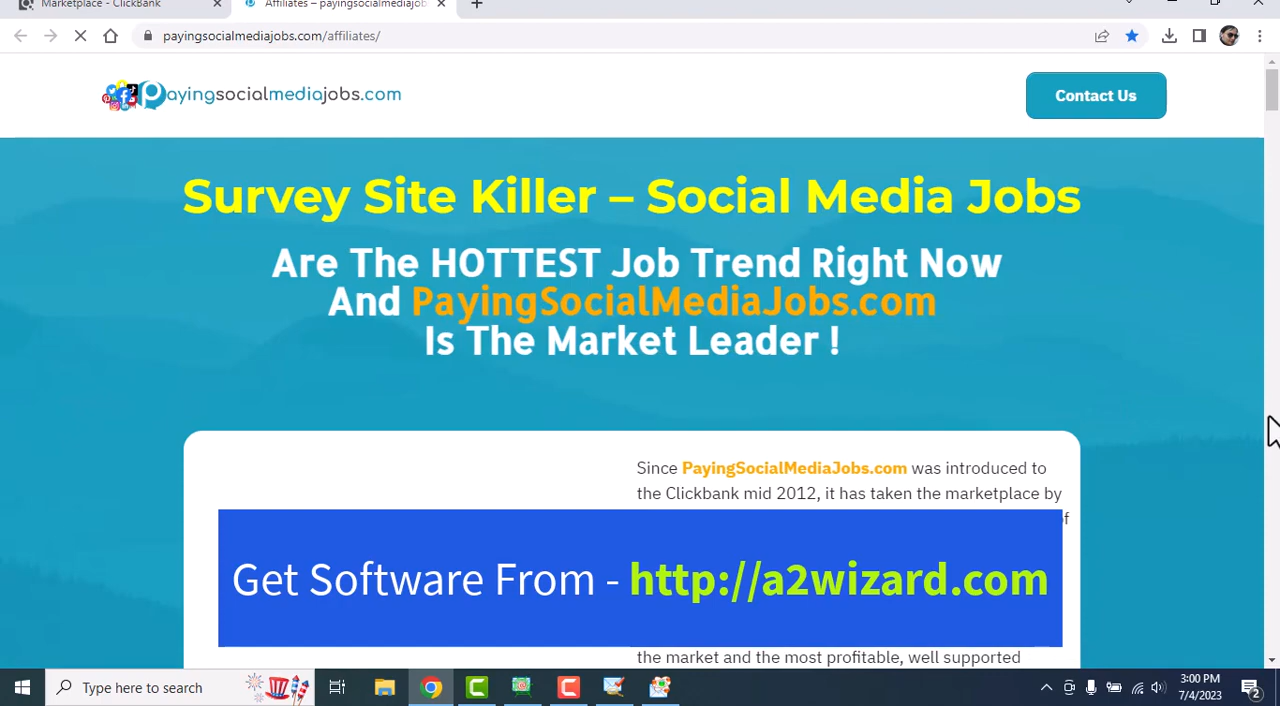 Marketplace - ClickBank
Affiliates – payingsocialmediajobs
payingsocialmediajobs.com/affiliates/
payingsocialmediajobs.com
Contact Us
Survey Site Killer – Social Media Jobs
Are The HOTTEST Job Trend Right Now
And PayingSocialMediaJobs.com
Is The Market Leader !
Since PayingSocialMediaJobs.com was introduced to
the Clickbank mid 2012, it has taken the marketplace by
of
Get Software From - http://a2wizard.com
the market and the most profitable, well supported
Type here to search
3:00 PM
7/4/2023
2